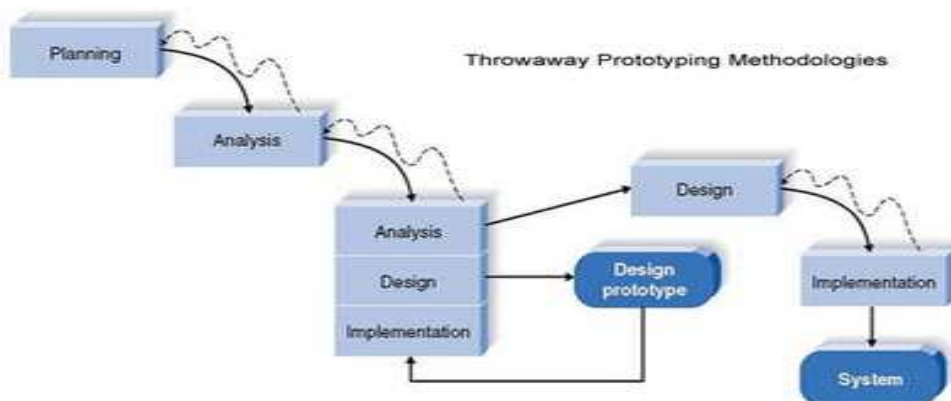 Planning
Throwaway Prototyping Methodologies
Analysis
Design
Analysis
Design
Implementation
Design
prototype
Implementation
System